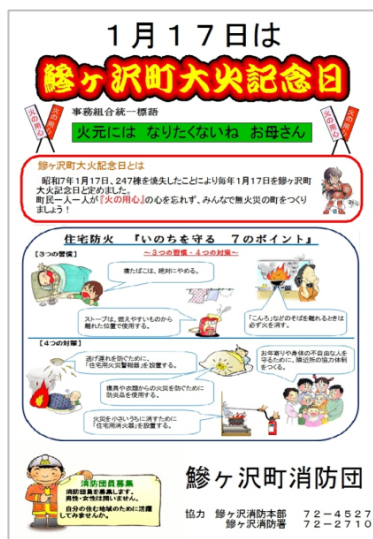 1月17日は
鰺ヶ沢町大火記念日
火の用心
火の用心
事務組合統一標語
火元には なりたくないね お母さん
鰺ヶ沢町大火記念日とは
昭和7年1月17日、247棟を焼失したことにより毎年1月17日を鰺ヶ沢町
大火記念日と定めました。
町民一人一人が『火の用心』の心を忘れず、みんなで無火災の町をつくり
ましょう!
住宅防火 『いのちを守る 7のポイント』
~3つの習慣・4つの対策~
【3つの習慣】
寝たばこは、絶対にやめる。
ストーブは、燃えやすいものから
離れた位置で使用する。
「こんろ」などのそばを離れるときは
必ず火を消す。
【4つの対策】
逃げ遅れを防ぐために、
「住宅用火災警報器」を設置する。
寝具や衣類からの火災を防ぐために
防炎品を使用する。
火災を小さいうちに消すために
「住宅用消火器」を設置する。
お年寄りや身体の不自由な人を
守るために、隣近所の協力体制
をつくる。
消防団員募集
消防団員を募集します。
男性・女性は問いません。
自分の住む地域のために活躍
してみませんか。
鰺ヶ沢町消防団
協力 鰺ヶ沢消防本部 72-4527
鰺ヶ沢消防署 72-2710